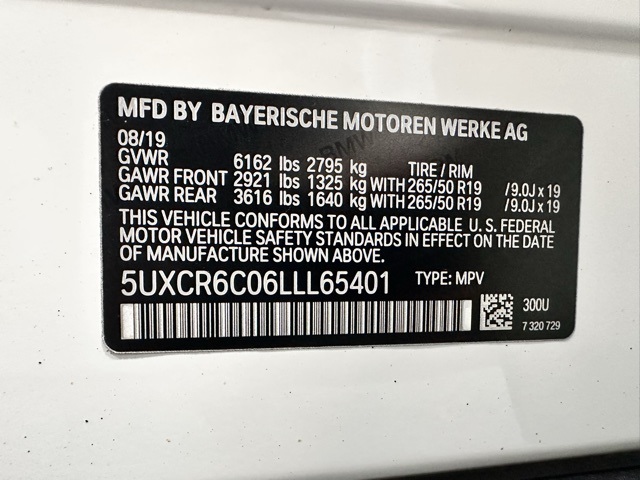 MFD BY BAYERISCHE MOTOREN WERKE AG
08/19
GVWR 6162 lbs 2795 kg TIRE / RIM
GAWR FRONT 2921 lbs 1325 kg WITH 265/50 R19 / 9.0J x 19
GAWR REAR 3616 lbs 1640 kg WITH 265/50 R19 / 9.0J x 19
THIS VEHICLE CONFORMS TO ALL APPLICABLE U. S. FEDERAL
MOTOR VEHICLE SAFETY STANDARDS IN EFFECT ON THE DATE
OF MANUFACTURE SHOWN ABOVE.
5UXCR6C06LLL65401 TYPE: MPV
300U
7 320 729